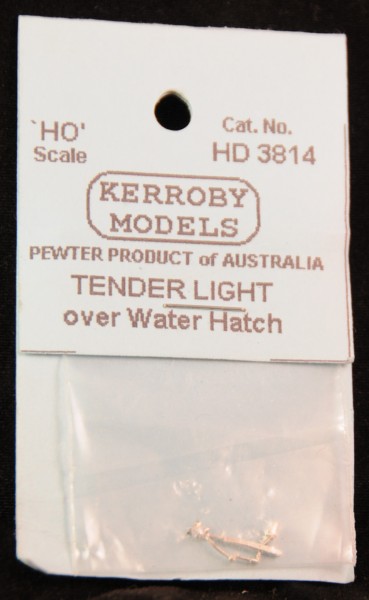 `HO'
Scale
Cat. No.
HD 3814
KERROBY
MODELS
PEWTER PRODUCT of AUSTRALIA
TENDER LIGHT
over Water Hatch